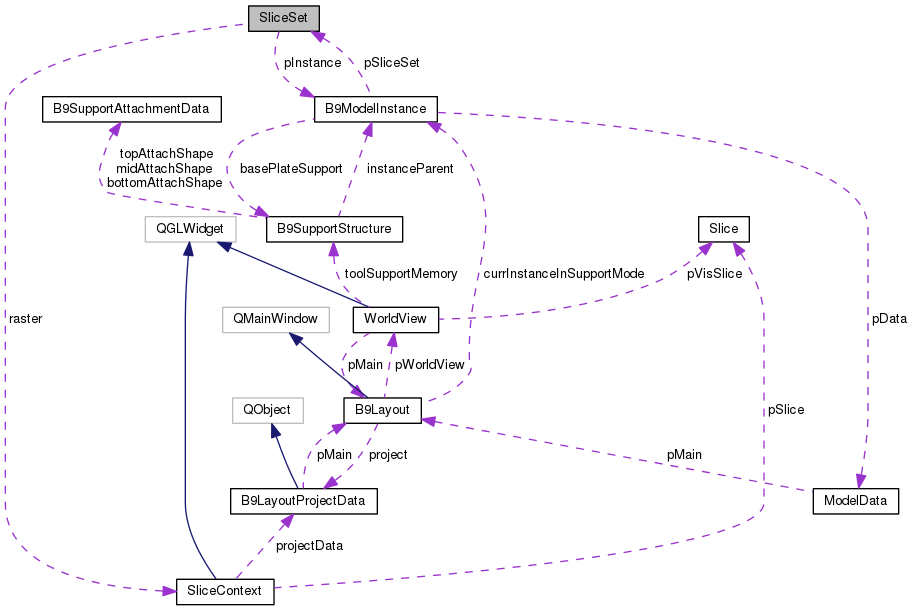 SliceSet
pInstance
pSliceSet
B9SupportAttachmentData
B9ModelInstance
topAttachShape
midAttachShape
bottomAttachShape
basePlateSupport
instanceParent
QGLWidget
B9SupportStructure
Slice
toolSupportMemory
currInstanceInSupportMode
pVisSlice
raster
QMainWindow
WorldView
pData
pMain
pWorldView
QObject
B9Layout
pSlice
pMain
project
pMain
B9LayoutProjectData
ModelData
projectData
SliceContext